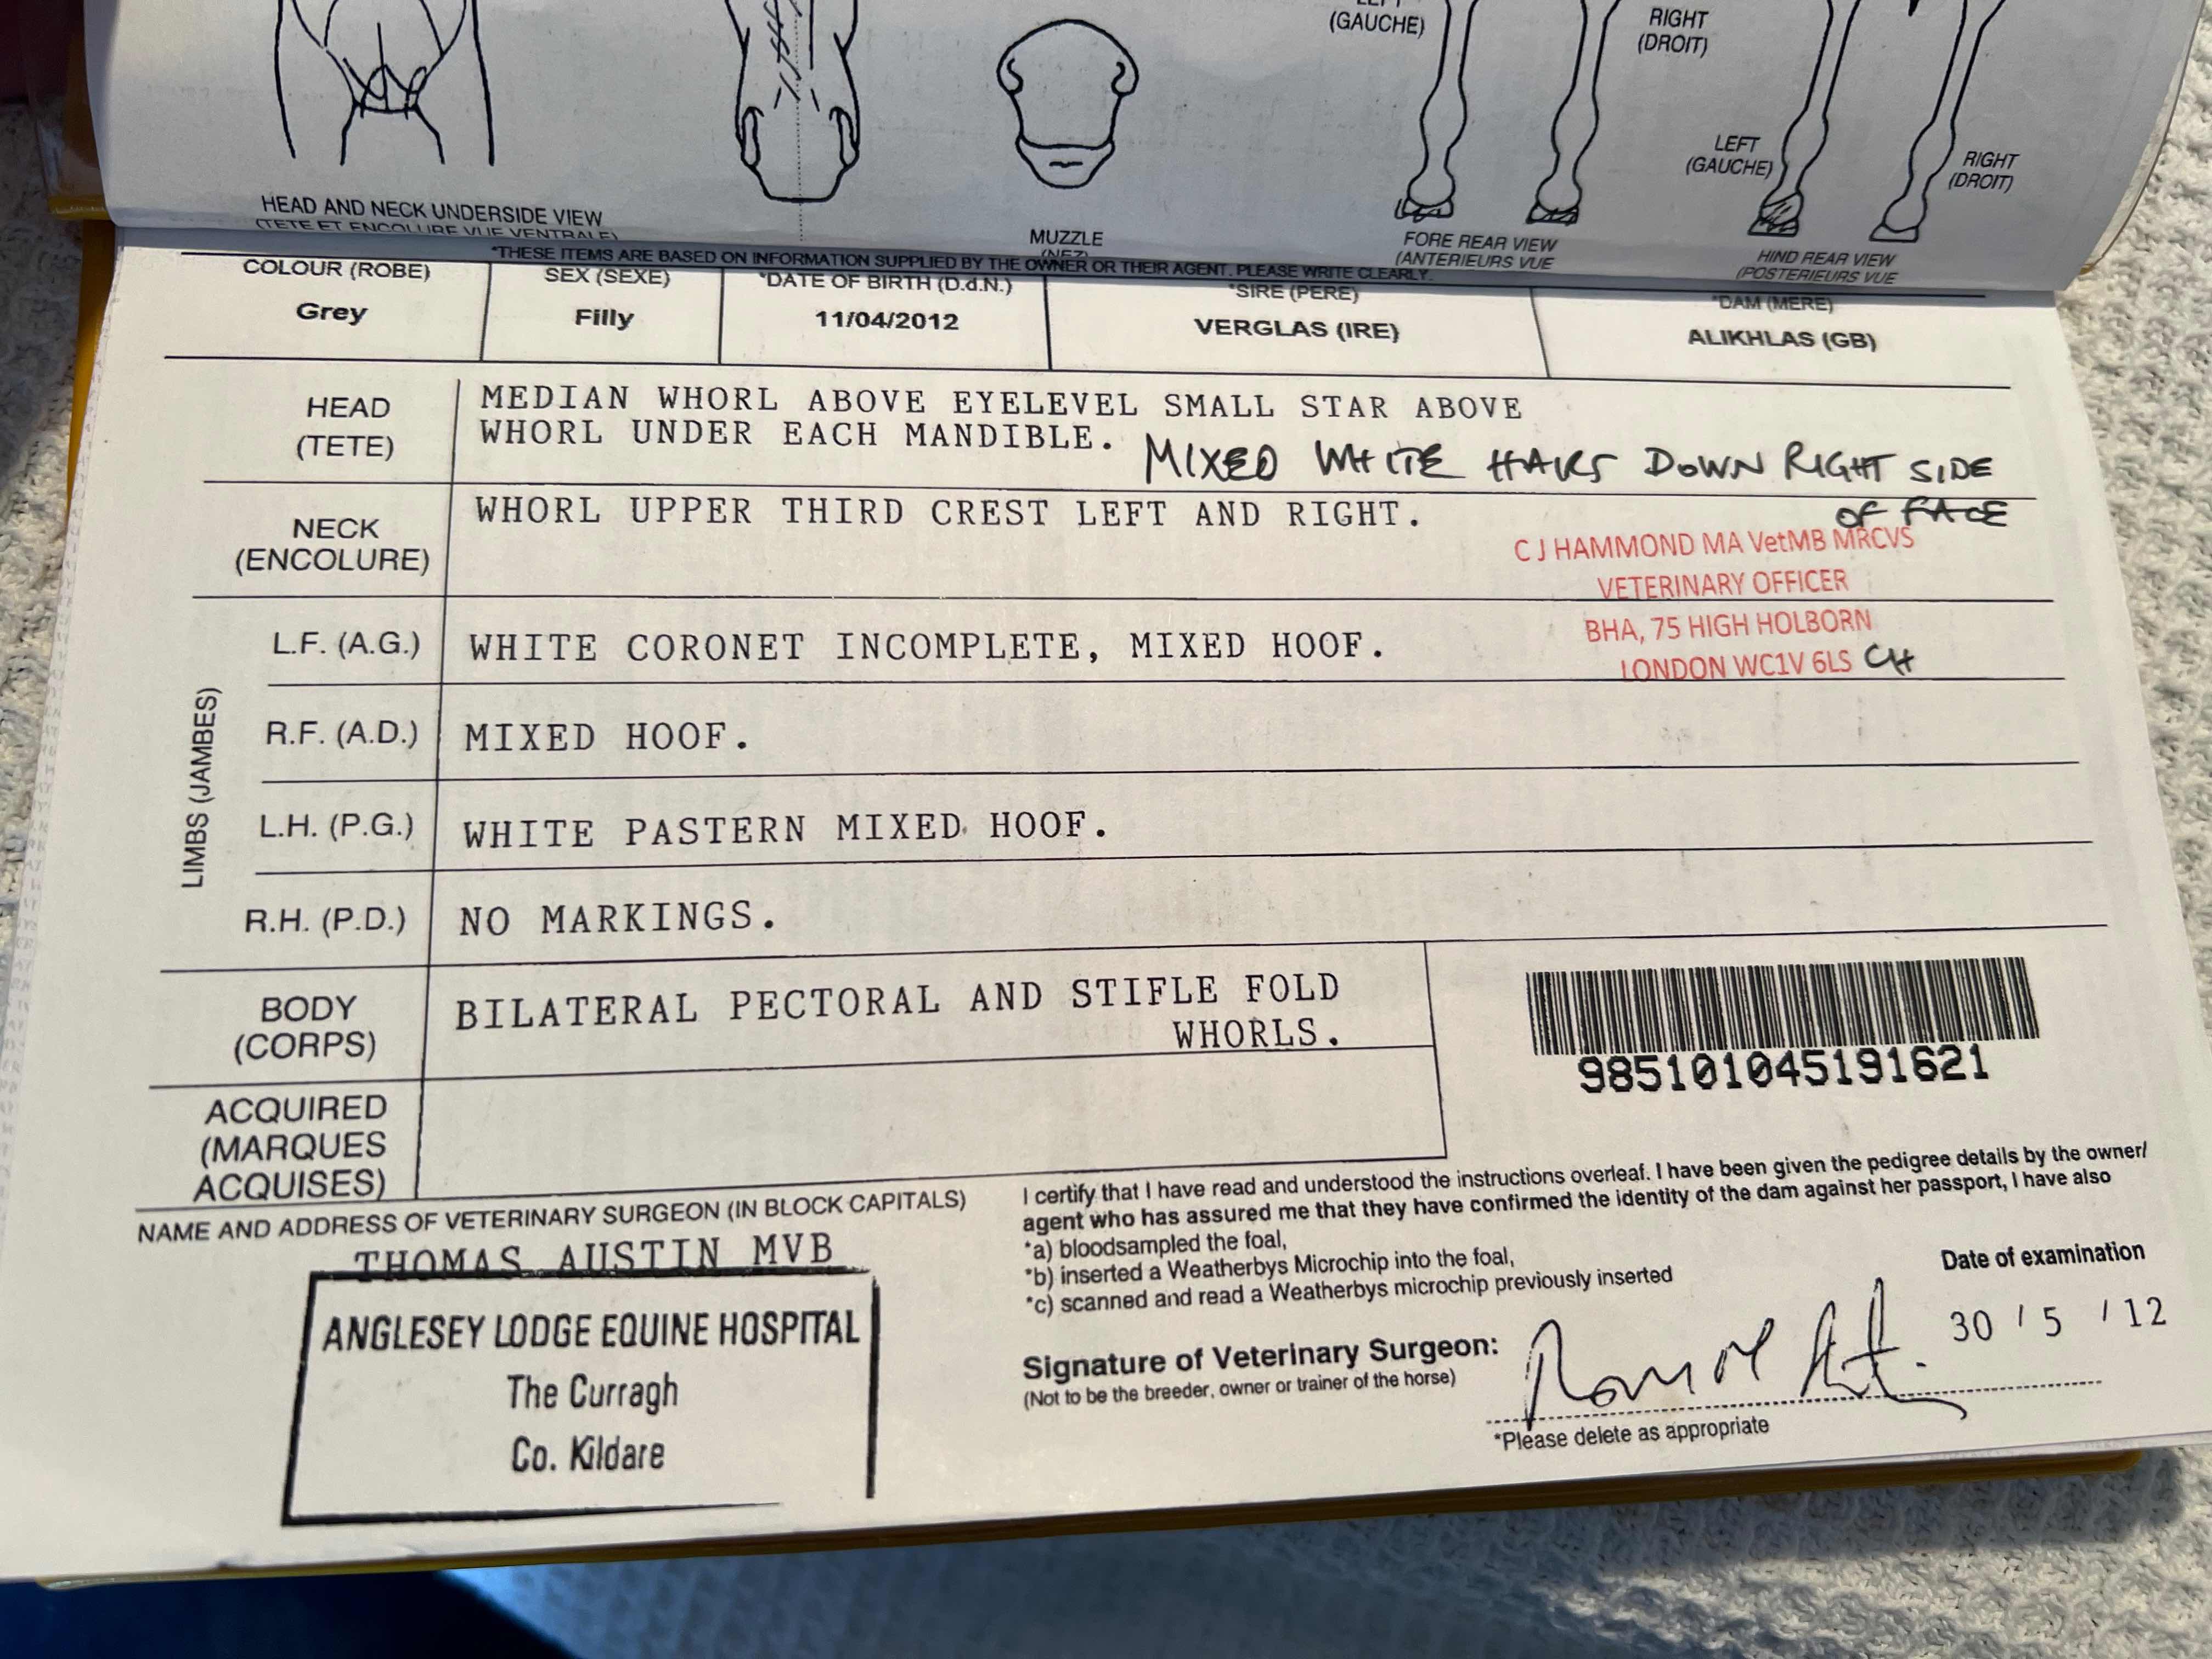 (GAUCHE)
RIGHT
(DROIT)
LEFT
(GAUCHE)
RIGHT
(DROIT)
HEAD AND NECK UNDERSIDE VIEW
(TETE ET ENCOLURE VUE VENTRALE)
MUZZLE
(NEZ)
FORE REAR VIEW
(ANTERIEURS VUE
HIND REAR VIEW
(POSTERIEURS VUE
*THESE ITEMS ARE BASED ON INFORMATION SUPPLIED BY THE OWNER OR THEIR AGENT. PLEASE WRITE CLEARLY.
COLOUR (ROBE)
Grey
SEX (SEXE)
Filly
*DATE OF BIRTH (D.d.N.)
11/04/2012
*SIRE (PERE)
VERGLAS (IRE)
*DAM (MERE)
ALIKHLAS (GB)
HEAD
(TETE)
MEDIAN WHORL ABOVE EYELEVEL SMALL STAR ABOVE
WHORL UNDER EACH MANDIBLE. MIXED WHITE HAIRS DOWN RIGHT SIDE
OF FACE
NECK
(ENCOLURE)
WHORL UPPER THIRD CREST LEFT AND RIGHT.
C J HAMMOND MA VetMB MRCVS
VETERINARY OFFICER
BHA, 75 HIGH HOLBORN
LONDON WC1V 6LS CH
LIMBS (JAMBES)
L.F. (A.G.)
WHITE CORONET INCOMPLETE, MIXED HOOF.
R.F. (A.D.)
MIXED HOOF.
L.H. (P.G.)
WHITE PASTERN MIXED HOOF.
R.H. (P.D.)
NO MARKINGS.
BODY
(CORPS)
BILATERAL PECTORAL AND STIFLE FOLD
WHORLS.
985101045191621
ACQUIRED
(MARQUES
ACQUISES)
NAME AND ADDRESS OF VETERINARY SURGEON (IN BLOCK CAPITALS)
THOMAS AUSTIN MVB
ANGLESEY LODGE EQUINE HOSPITAL
The Curragh
Co. Kildare
I certify that I have read and understood the instructions overleaf. I have been given the pedigree details by the owner/
agent who has assured me that they have confirmed the identity of the dam against her passport, I have also
*a) bloodsampled the foal,
*b) inserted a Weatherbys Microchip into the foal,
*c) scanned and read a Weatherbys microchip previously inserted
Date of examination
30 / 5 / 12
Signature of Veterinary Surgeon:
(Not to be the breeder, owner or trainer of the horse)
*Please delete as appropriate